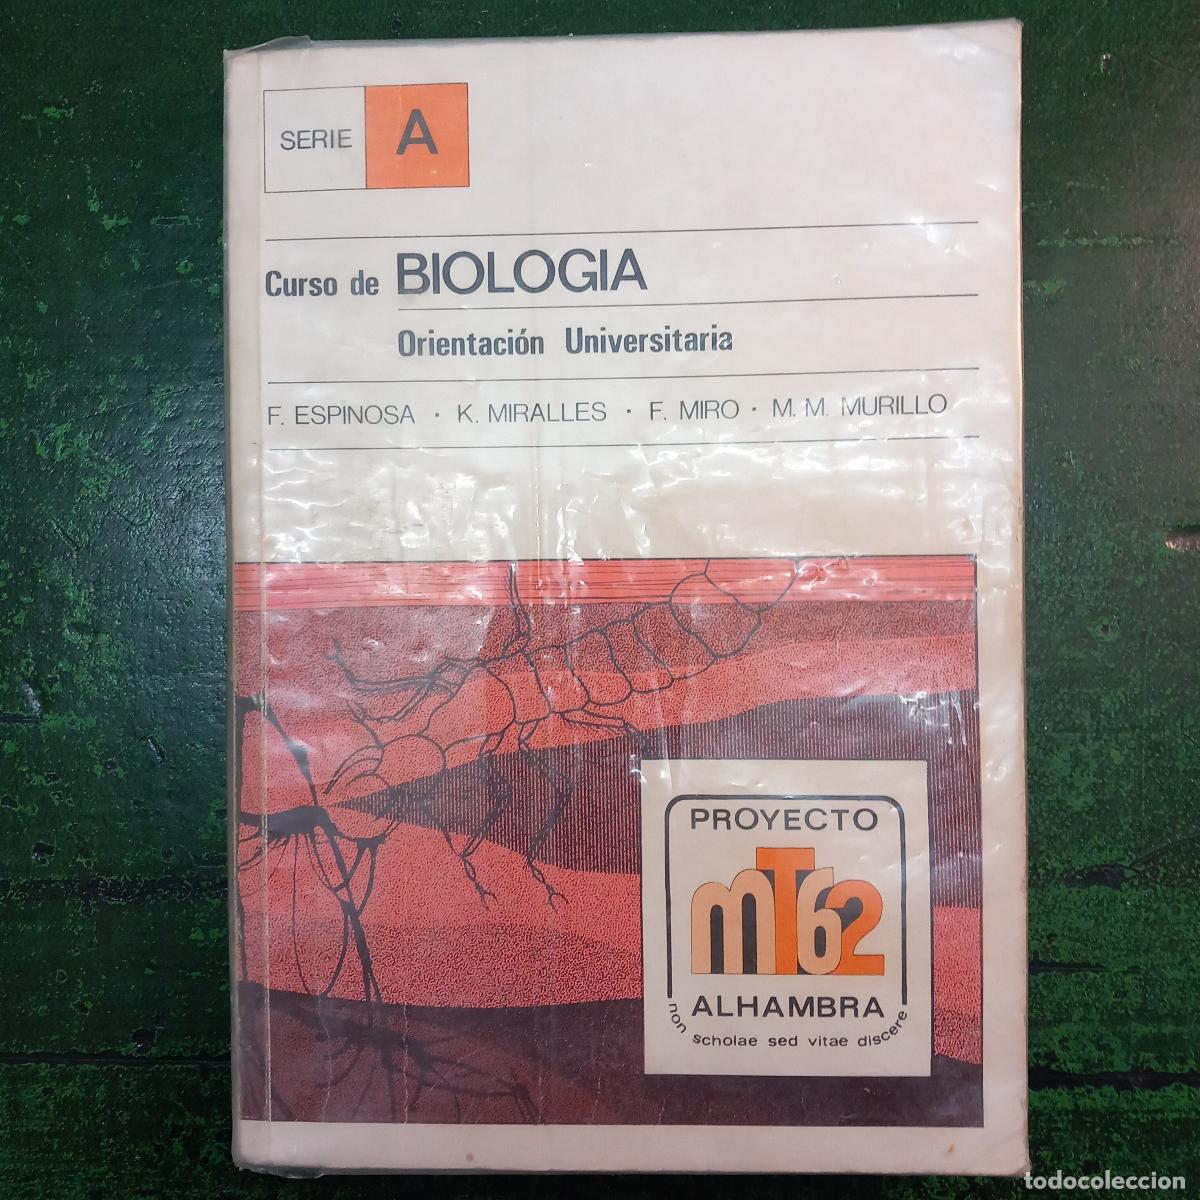 SERIE A
Curso de BIOLOGIA
Orientación Universitaria
F. ESPINOSA · K. MIRALLES · F. MIRO · M. M. MURILLO
PROYECTO
mT62
ALHAMBRA
non scholae sed vitae discere
todocoleccion